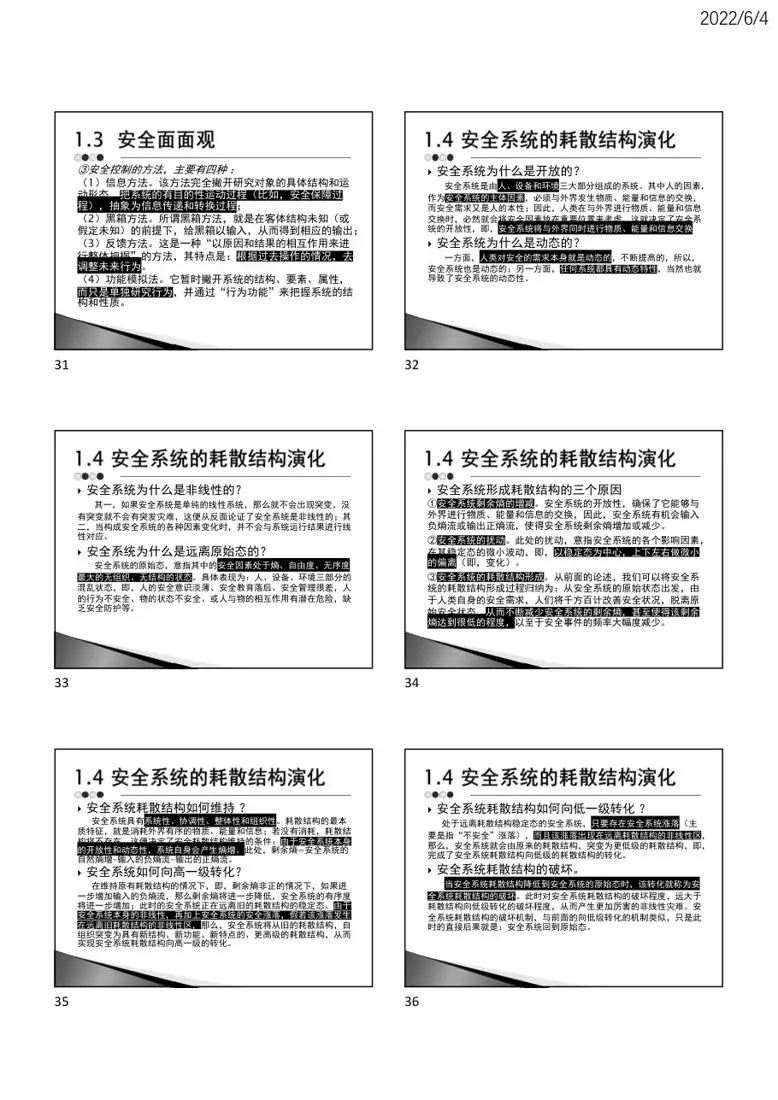 2022/6/4
1.3 安全面面观
③安全控制的方法，主要有四种：
（1）信息方法。该方法完全撇开研究对象的具体结构和运
动形态，把系统的有目的性运动过程（比如，安全保障过
程），抽象为信息传递和转换过程；
（2）黑箱方法。所谓黑箱方法，就是在客体结构未知（或
假定未知）的前提下，给黑箱以输入，从而得到相应的输出；
（3）反馈方法。这是一种“以原因和结果的相互作用来进
行整体把握”的方法，其特点是：根据过去操作的情况，去
调整未来行为。
（4）功能模拟法。它暂时撇开系统的结构、要素、属性，
而只是单独研究行为，并通过“行为功能”来把握系统的结
构和性质。
31
1.4 安全系统的耗散结构演化
安全系统为什么是开放的？
安全系统是由人、设备和环境三大部分组成的系统。其中人的因素，
作为安全系统的主体因素，必须与外界发生物质、能量和信息的交换，
而安全需求又是人的本性；因此，人类在与外界进行物质、能量和信息
交换时，必然就会将安全因素放在重要位置来考虑。这就决定了安全系
统的开放性，即，安全系统将与外界同时进行物质、能量和信息交换
安全系统为什么是动态的？
一方面，人类对安全的需求本身就是动态的，不断提高的，所以，
安全系统也是动态的；另一方面，任何系统都具有动态特性，当然也就
导致了安全系统的动态性。
32
1.4 安全系统的耗散结构演化
安全系统为什么是非线性的？
其一，如果安全系统是单纯的线性系统，那么就不会出现突变，没
有突变就不会有突发灾难，这便从反面论证了安全系统是非线性的；其
二，当构成安全系统的各种因素变化时，并不会与系统运行结果进行线
性对应。
安全系统为什么是远离原始态的？
安全系统的原始态，意指其中的安全因素处于熵、自由度、无序度
最大的无组织、无结构的状态。具体表现为：人、设备、环境三部分的
混乱状态，即，人的安全意识淡薄、安全教育落后、安全管理很差，人
的行为不安全、物的状态不安全、或人与物的相互作用有潜在危险，缺
乏安全防护等。
33
1.4 安全系统的耗散结构演化
安全系统形成耗散结构的三个原因
①安全系统剩余熵的增减。安全系统的开放性，确保了它能够与
外界进行物质、能量和信息的交换，因此，安全系统有机会输入
负熵流或输出正熵流，使得安全系统剩余熵增加或减少。
②安全系统的扰动。此处的扰动，意指安全系统的各个影响因素，
在其稳定态的微小波动，即，以稳定态为中心，上下左右做微小
的偏离（即，变化）。
③安全系统的耗散结构形成。从前面的论述，我们可以将安全系
统的耗散结构形成过程归纳为：从安全系统的原始态出发，由
于人类自身的安全需求，人们将千方百计改善安全状况，脱离原
始安全状态，从而不断减少安全系统的剩余熵，甚至使得该剩余
熵达到很低的程度，以至于安全事件的频率大幅度减少。
34
1.4 安全系统的耗散结构演化
安全系统耗散结构如何维持？
安全系统具有系统性、协调性、整体性和组织性。耗散结构的最本
质特征，就是消耗外界有序的物质、能量和信息；若没有消耗，耗散结
构将不存在，这便决定了安全耗散结构维持的条件：由于安全系统本身
的开放性和动态性，系统自身会产生熵增。此处，剩余熵=安全系统的
自然熵增-输入的负熵流-输出的正熵流。
安全系统如何向高一级转化？
在维持原有耗散结构的情况下，即，剩余熵非正的情况下，如果进
一步增加输入的负熵流，那么剩余熵将进一步降低，安全系统的有序度
将进一步增加；此时的安全系统正在远离旧的耗散结构的稳定态。由于
安全系统本身的非线性，再加上安全系统的安全涨落，假若该涨落发生
在远离旧耗散结构的非线性区，那么，安全系统将从旧的耗散结构，自
组织突变为具有新结构、新功能、新特点的、更高级的耗散结构，从而
实现安全系统耗散结构向高一级的转化。
35
1.4 安全系统的耗散结构演化
安全系统耗散结构如何向低一级转化？
处于远离耗散结构稳定态的安全系统，只要存在安全系统涨落（主
要是指“不安全”涨落），而且该涨落出现在远离耗散结构的非线性区，
那么，安全系统就会由原来的耗散结构，突变为更低级的耗散结构，即，
完成了安全系统耗散结构向低级的耗散结构的转化。
安全系统耗散结构的破坏。
当安全系统耗散结构降低到安全系统的原始态时，该转化就称为安
全系统耗散结构的破坏。此时对安全系统耗散结构的破坏程度，远大于
耗散结构向低级转化的破坏程度，从而产生更加厉害的非线性灾难。安
全系统耗散结构的破坏机制，与前面的向低级转化的机制类似，只是此
时的直接后果就是：安全系统回到原始态。
36